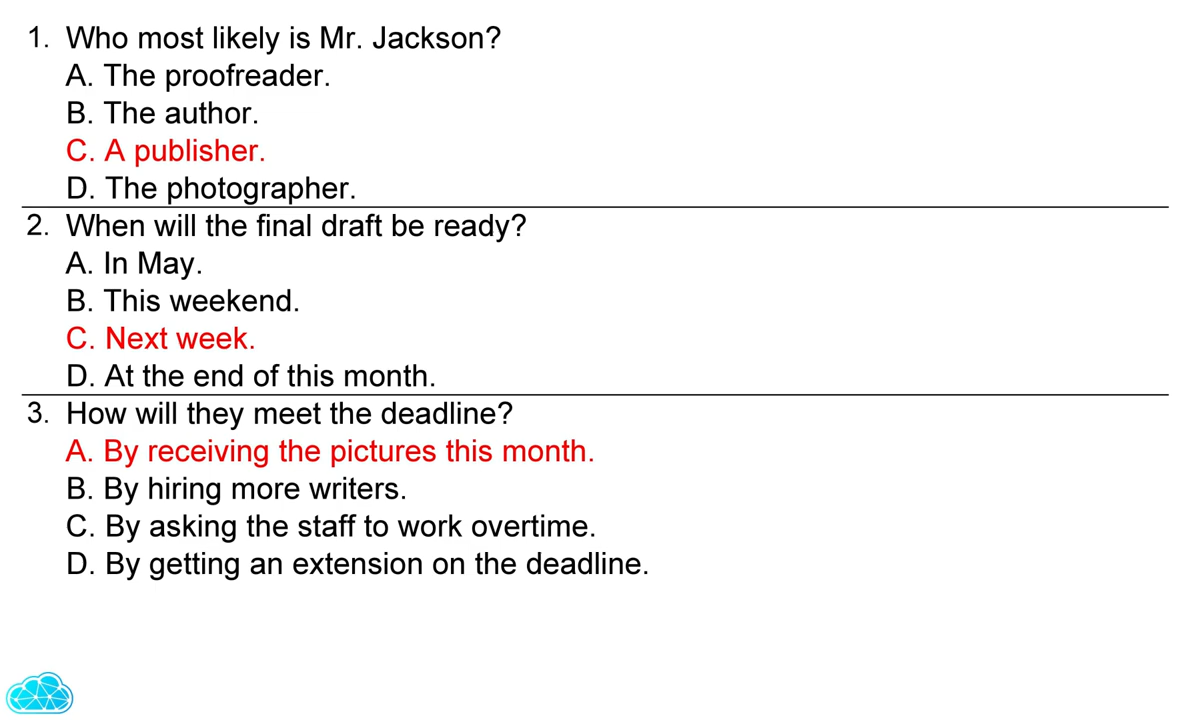 1. Who most likely is Mr. Jackson?
A. The proofreader.
B. The author.
C. A publisher.
D. The photographer.
2. When will the final draft be ready?
A. In May.
B. This weekend.
C. Next week.
D. At the end of this month.
3. How will they meet the deadline?
A. By receiving the pictures this month.
B. By hiring more writers.
C. By asking the staff to work overtime.
D. By getting an extension on the deadline.